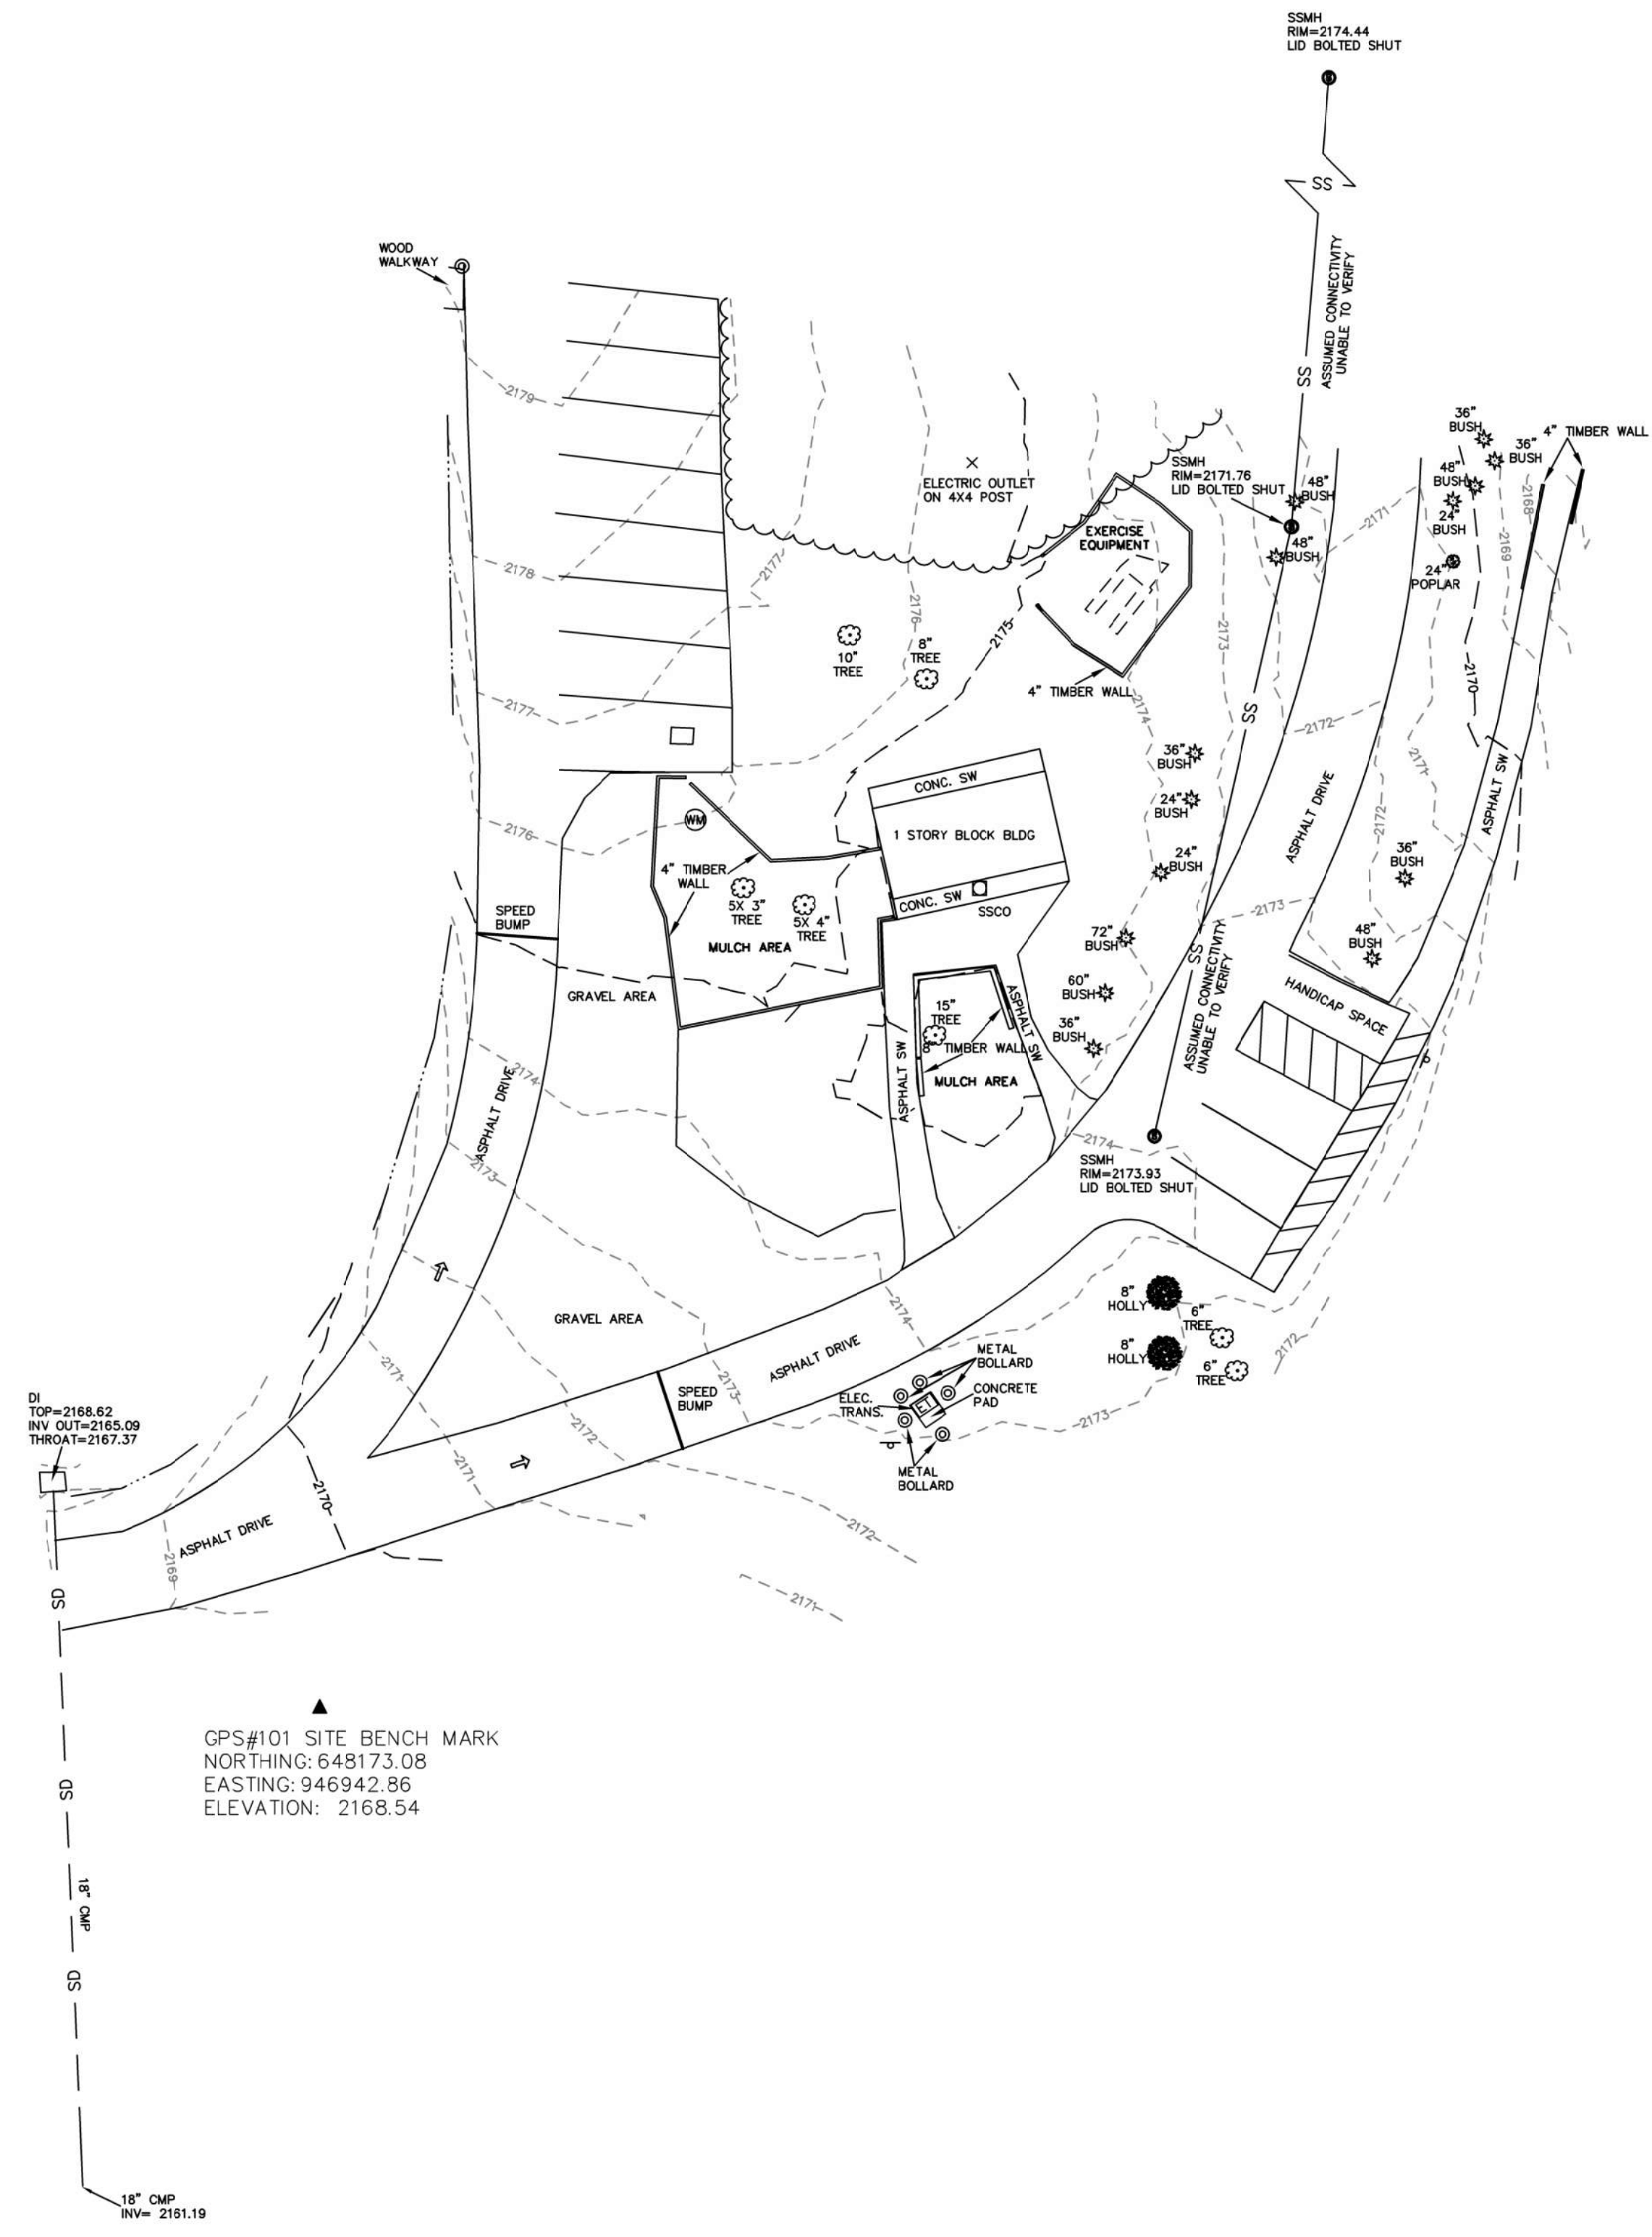 SSMH
RIM=2174.44
LID BOLTED SHUT
SS
ASSUMED CONNECTIVITY
UNABLE TO VERIFY
SS
WOOD
WALKWAY
2179
36"
BUSH
4" TIMBER WALL
36"
BUSH
SSMH
RIM=2171.76
LID BOLTED SHUT
48"
BUSH
48"
BUSH
24"
BUSH
ELECTRIC OUTLET
ON 4X4 POST
2168
2171
EXERCISE
EQUIPMENT
48"
BUSH
2169
2178
2177
24"
POPLAR
2176
2175
2173
10"
TREE
8"
TREE
4" TIMBER WALL
2170
2177
2174
SS
2172
36"
BUSH
2171
CONC. SW
ASPHALT SW
24"
BUSH
ASPHALT DRIVE
2172
WM
2176
1 STORY BLOCK BLDG
4" TIMBER
WALL
24"
BUSH
36"
BUSH
5X 3"
TREE
5X 4"
TREE
CONC. SW
SSCO
SPEED
BUMP
2173
MULCH AREA
72"
BUSH
48"
BUSH
SS
ASSUMED CONNECTIVITY
UNABLE TO VERIFY
GRAVEL AREA
60"
BUSH
HANDICAP SPACE
15"
TREE
ASPHALT SW
36"
BUSH
8" TIMBER WALL
ASPHALT SW
MULCH AREA
2174
ASPHALT DRIVE
2173
2174
SSMH
RIM=2173.93
LID BOLTED SHUT
8"
HOLLY
6"
TREE
GRAVEL AREA
2174
8"
HOLLY
6"
TREE
2172
ASPHALT DRIVE
METAL
BOLLARD
2171
2173
SPEED
BUMP
ELEC.
TRANS.
ET
CONCRETE
PAD
2173
DI
TOP=2168.62
INV OUT=2165.09
THROAT=2167.37
2172
2171
METAL
BOLLARD
2170
ASPHALT DRIVE
2172
2169
2171
SD
GPS#101 SITE BENCH MARK
NORTHING: 648173.08
EASTING: 946942.86
ELEVATION: 2168.54
SD
18" CMP
SD
18" CMP
INV= 2161.19